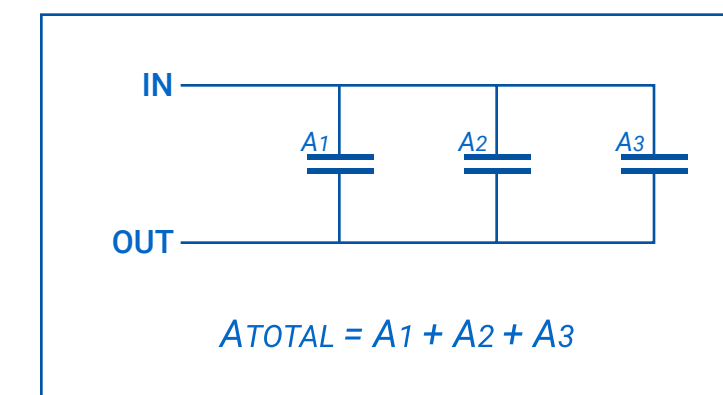 IN
A1 A2 A3
OUT
ATOTAL = A1 + A2 + A3